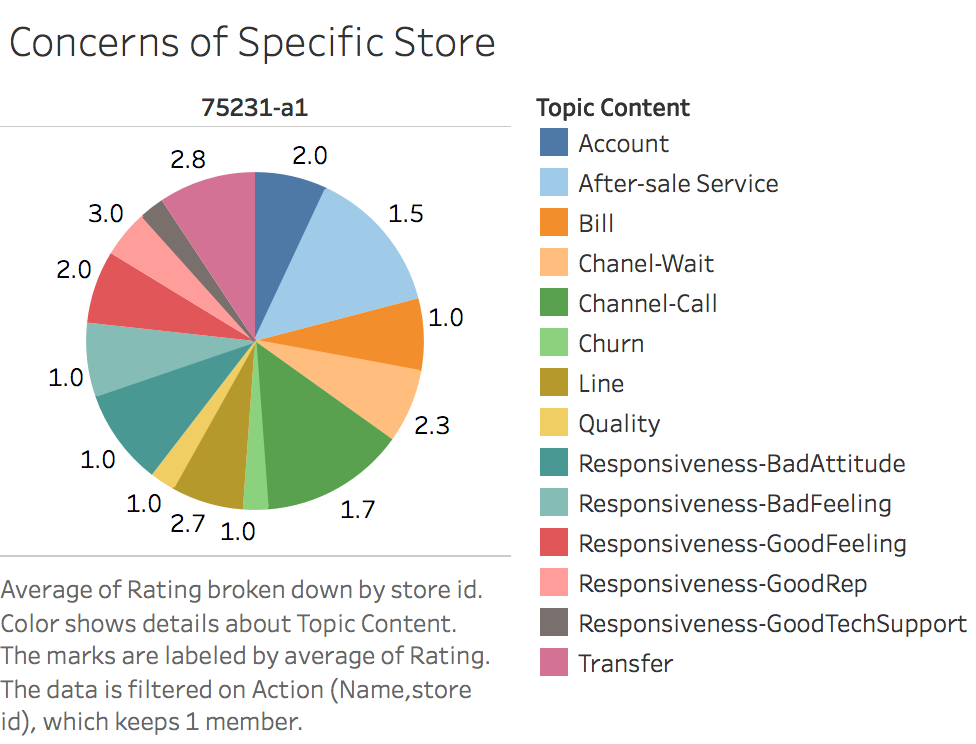 Concerns of Specific Store
75231-a1
2.8
2.0
3.0
1.5
2.0
1.0
1.0
2.3
1.0
1.0
2.7
1.0
1.7
Topic Content
Account
After-sale Service
Bill
Chanel-Wait
Channel-Call
Churn
Line
Quality
Responsiveness-BadAttitude
Responsiveness-BadFeeling
Responsiveness-GoodFeeling
Responsiveness-GoodRep
Responsiveness-GoodTechSupport
Transfer
Average of Rating broken down by store id.
Color shows details about Topic Content.
The marks are labeled by average of Rating.
The data is filtered on Action (Name,store
id), which keeps 1 member.